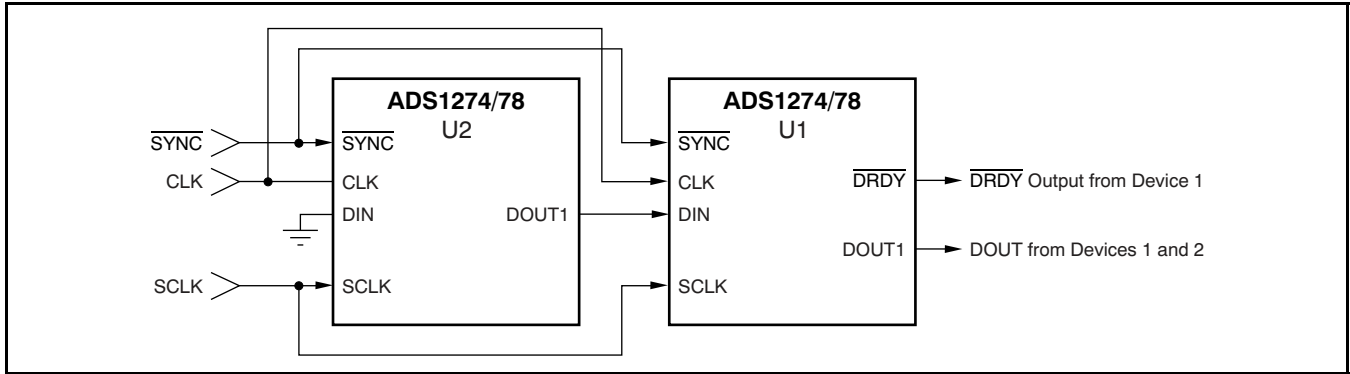 ADS1274/78
U2
ADS1274/78
U1
SYNC
SYNC
SYNC
CLK
CLK
CLK
DRDY
DRDY Output from Device 1
DIN
DOUT1
DIN
DOUT1
DOUT from Devices 1 and 2
SCLK
SCLK
SCLK